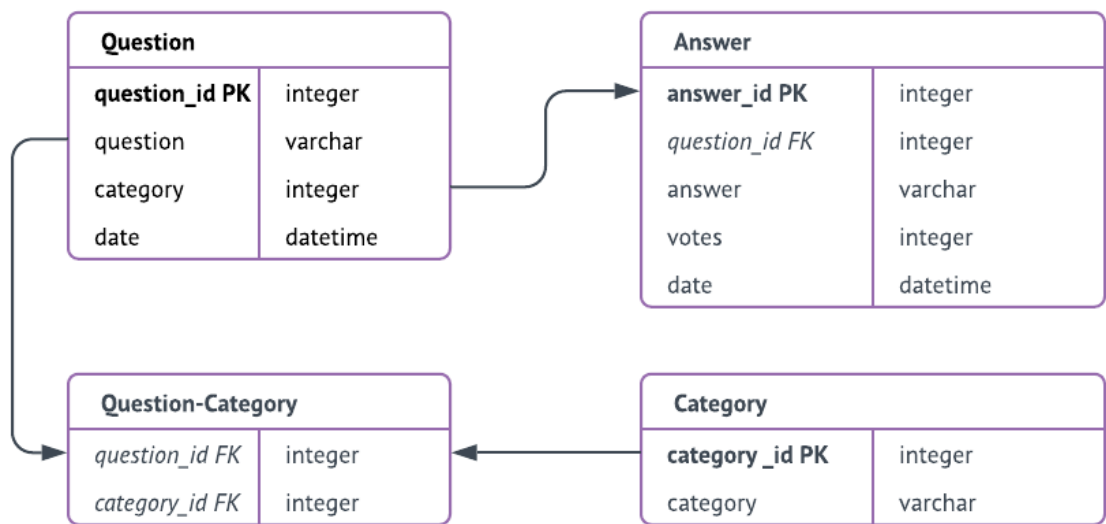 Question
question_id PK integer
question varchar
category integer
date datetime
Answer
answer_id PK integer
question_id FK integer
answer varchar
votes integer
date datetime
Question-Category
question_id FK integer
category_id FK integer
Category
category _id PK integer
category varchar